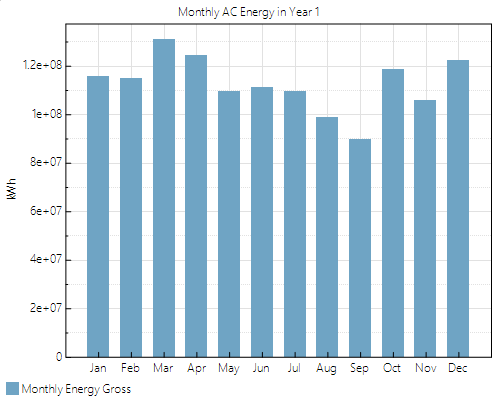 Monthly AC Energy in Year 1
kWh
1.2e+08
1e+08
8e+07
6e+07
4e+07
2e+07
0
Jan Feb Mar Apr May Jun Jul Aug Sep Oct Nov Dec
Monthly Energy Gross